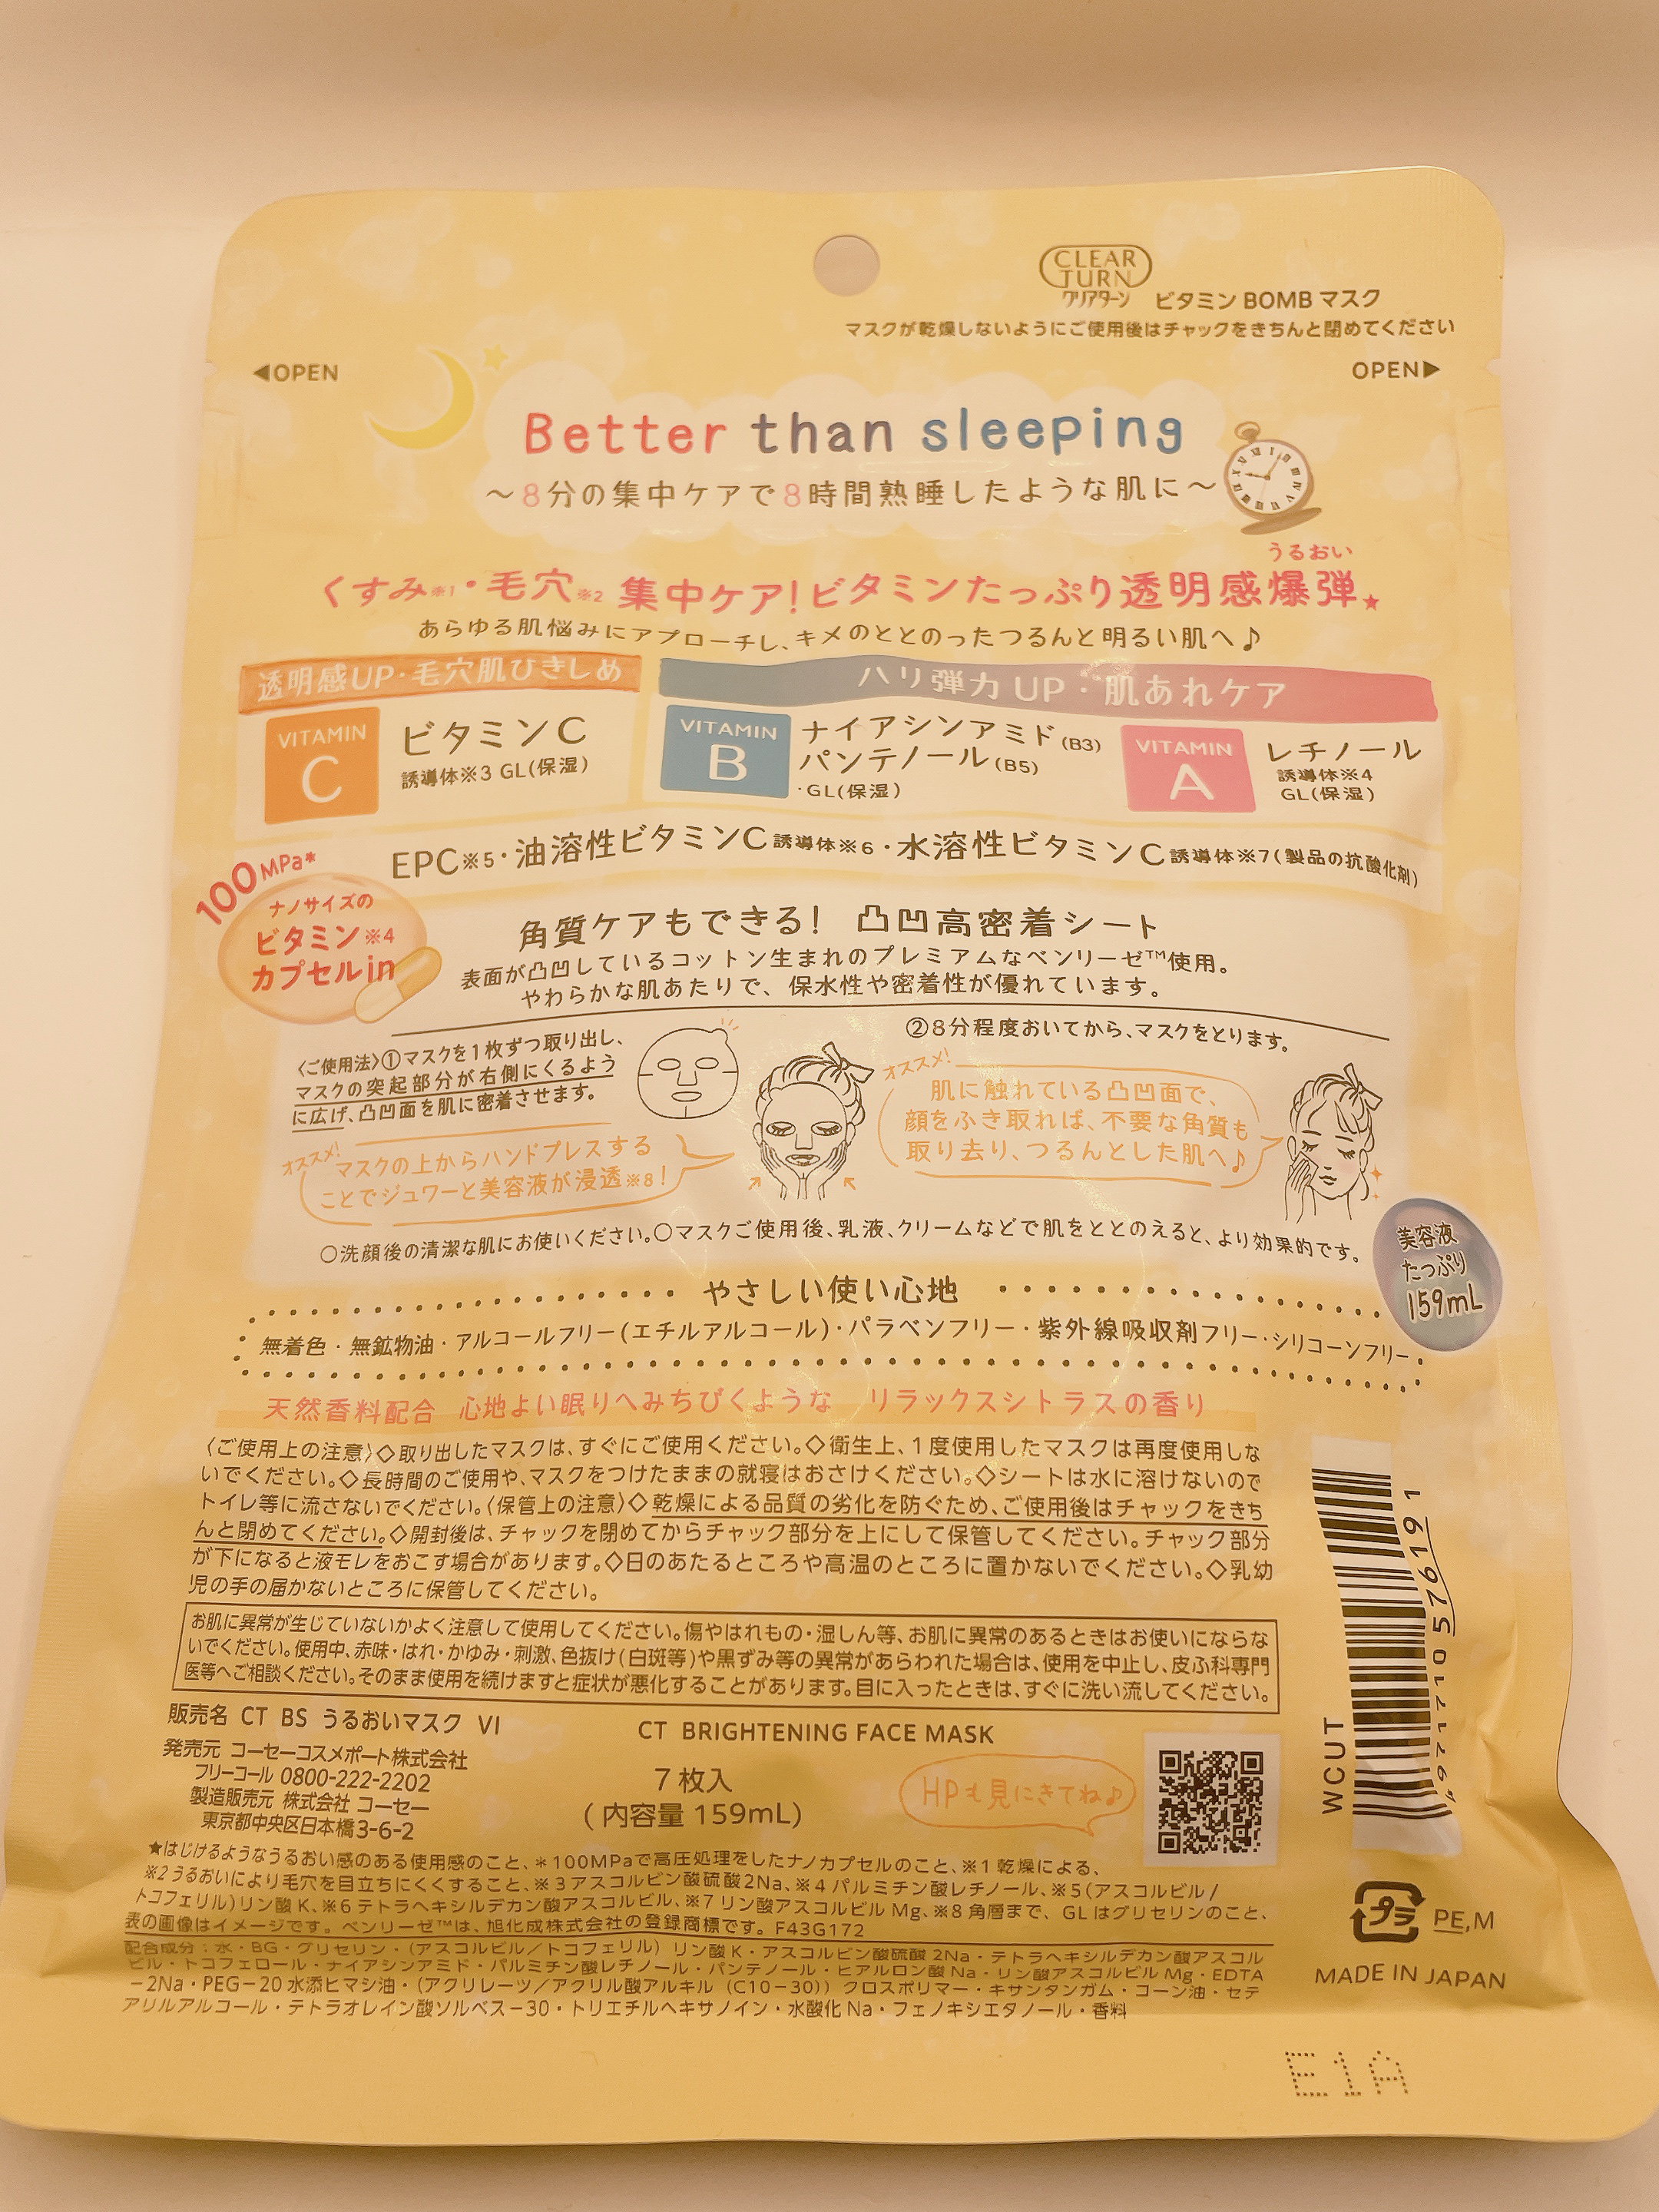 CLEAR
TURN
クリアターン ビタミン BOMB マスク
マスクが乾燥しないようにご使用後はチャックをきちんと閉めてください
◀OPEN
OPEN▶
Better than sleeping
～8分の集中ケアで8時間熟睡したような肌に～
うるおい
くすみ※1・毛穴※2 集中ケア!ビタミンたっぷり透明感爆弾★
あらゆる肌悩みにアプローチし、キメのととのったつるんと明るい肌へ♪
透明感UP・毛穴肌ひきしめ
ハリ弾力 UP・肌あれケア
VITAMIN
C
ビタミンC
誘導体※3 GL(保湿)
VITAMIN
B
ナイアシンアミド(B3)
パンテノール(B5)
・GL(保湿)
VITAMIN
A
レチノール
誘導体※4
GL(保湿)
EPC※5・油溶性ビタミンC誘導体※6・水溶性ビタミンC誘導体※7(製品の抗酸化剤)
100MPa*
ナノサイズの
ビタミン※4
カプセルin
角質ケアもできる! 凸凹高密着シート
表面が凸凹しているコットン生まれのプレミアムなベンリーゼ™使用。
やわらかな肌あたりで、保水性や密着性が優れています。
〈ご使用法〉①マスクを1枚ずつ取り出し、
マスクの突起部分が右側にくるよう
に広げ、凸凹面を肌に密着させます。
オススメ!
マスクの上からハンドプレスする
ことでジュワーと美容液が浸透※8!
②8分程度おいてから、マスクをとります。
オススメ!
肌に触れている凸凹面で、
顔をふき取れば、不要な角質も
取り去り、つるんとした肌へ♪
○洗顔後の清潔な肌にお使いください。○マスクご使用後、乳液、クリームなどで肌をととのえると、より効果的です。
美容液
たっぷり
159mL
やさしい使い心地
無着色・無鉱物油・アルコールフリー(エチルアルコール)・パラベンフリー・紫外線吸収剤フリー・シリコーンフリー
天然香料配合 心地よい眠りへみちびくような リラックスシトラスの香り
〈ご使用上の注意〉◇取り出したマスクは、すぐにご使用ください。◇衛生上、1度使用したマスクは再度使用しな
いでください。◇長時間のご使用や、マスクをつけたままの就寝はおさけください。◇シートは水に溶けないので
トイレ等に流さないでください。〈保管上の注意〉◇乾燥による品質の劣化を防ぐため、ご使用後はチャックをきち
んと閉めてください。◇開封後は、チャックを閉めてからチャック部分を上にして保管してください。チャック部分
が下になると液モレをおこす場合があります。◇日のあたるところや高温のところに置かないでください。◇乳幼
児の手の届かないところに保管してください。
お肌に異常が生じていないかよく注意して使用してください。傷やはれもの・湿しん等、お肌に異常のあるときはお使いにならな
いでください。使用中、赤味・はれ・かゆみ・刺激、色抜け(白斑等)や黒ずみ等の異常があらわれた場合は、使用を中止し、皮ふ科専門
医等へご相談ください。そのまま使用を続けますと症状が悪化することがあります。目に入ったときは、すぐに洗い流してください。
販売名 CT BS うるおいマスク VI
発売元 コーセーコスメポート株式会社
フリーコール 0800-222-2202
製造販売元 株式会社 コーセー
東京都中央区日本橋3-6-2
CT BRIGHTENING FACE MASK
7枚入
(内容量 159mL)
HPも見にきてね♪
WCUT
4 971710 576191
★はじけるようなうるおい感のある使用感のこと、＊100MPaで高圧処理をしたナノカプセルのこと、※1 乾燥による、
※2 うるおいにより毛穴を目立ちにくくすること、※3 アスコルビン酸硫酸2Na、※4 パルミチン酸レチノール、※5(アスコルビル/
トコフェリル)リン酸 K、※6 テトラヘキシルデカン酸アスコルビル、※7 リン酸アスコルビル Mg、※8 角層まで、GLはグリセリンのこと、
表の画像はイメージです。ベンリーゼ™は、旭化成株式会社の登録商標です。F43G172
配合成分：水・BG・グリセリン・（アスコルビル／トコフェリル）リン酸 K・アスコルビン酸硫酸 2Na・テトラヘキシルデカン酸アスコル
ビル・トコフェロール・ナイアシンアミド・パルミチン酸レチノール・パンテノール・ヒアルロン酸 Na・リン酸アスコルビル Mg・EDTA
－2Na・PEG－20 水添ヒマシ油・（アクリレーツ／アクリル酸アルキル（C10－30））クロスポリマー・キサンタンガム・コーン油・セテ
アリルアルコール・テトラオレイン酸ソルベス－30・トリエチルヘキサノイン・水酸化 Na・フェノキシエタノール・香料
プラ
PE,M
MADE IN JAPAN
E1A